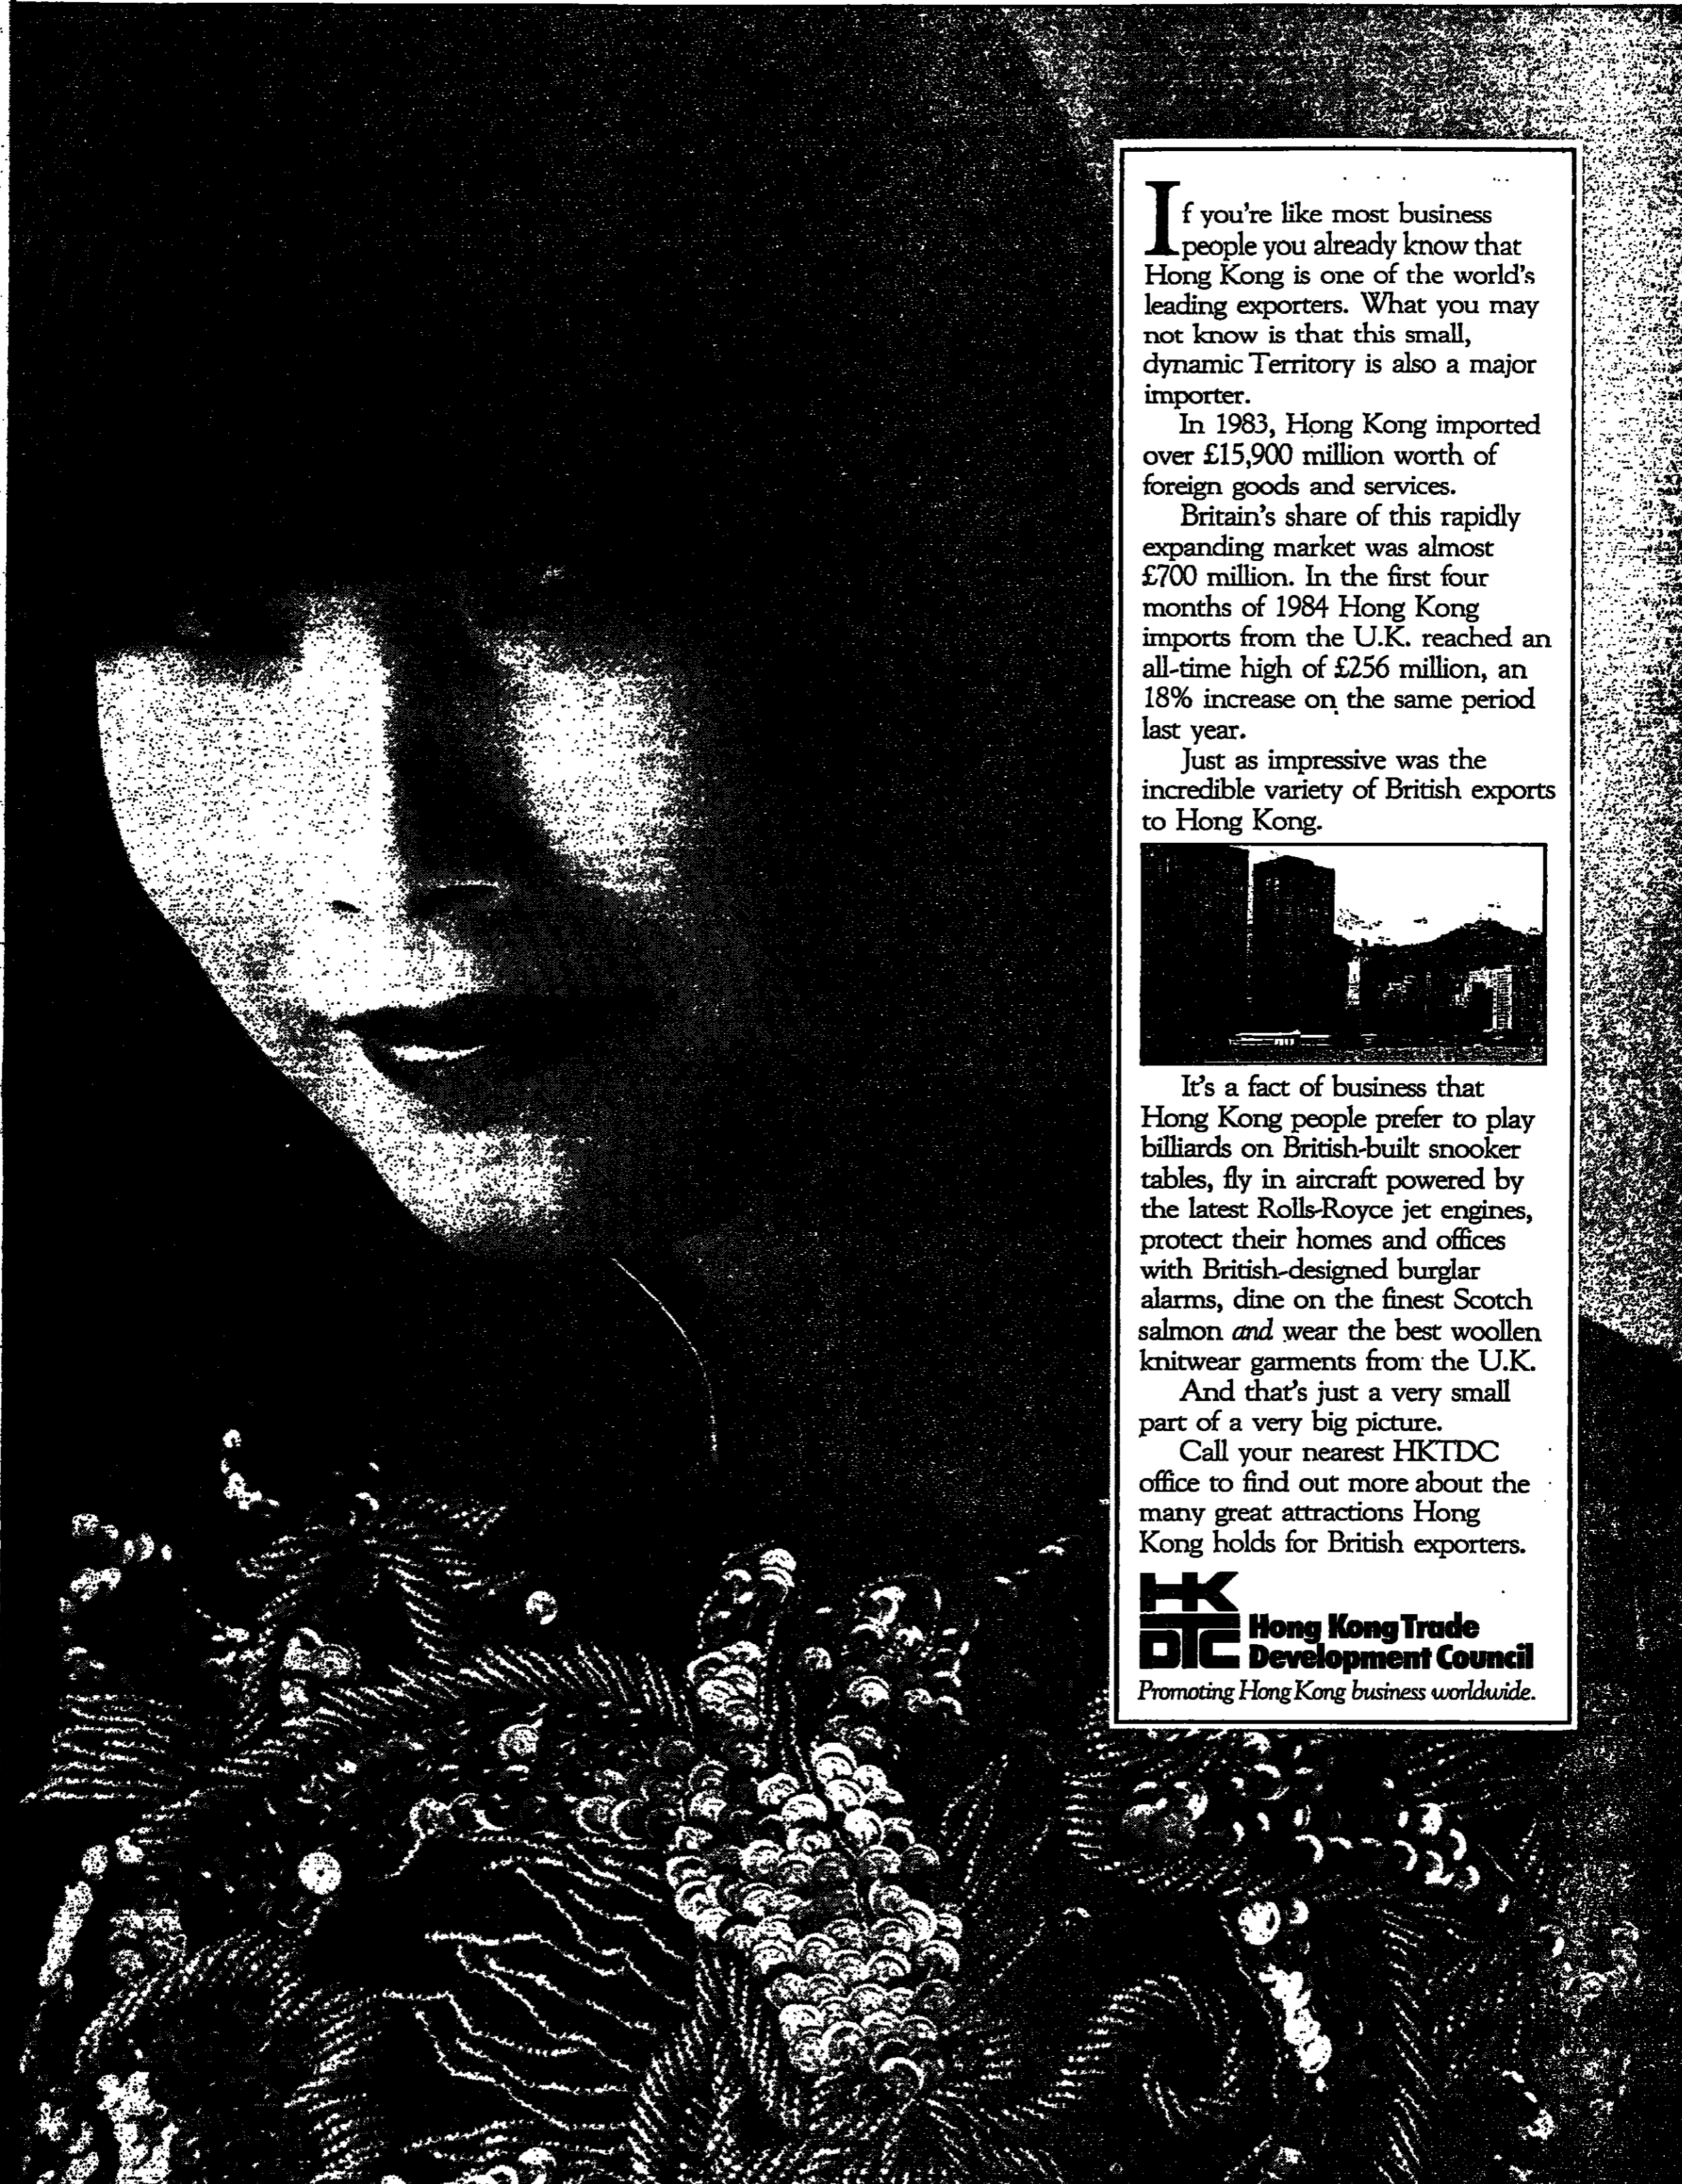 If you're like most business
people you already know that
Hong Kong is one of the world's
leading exporters. What you may
not know is that this small,
dynamic Territory is also a major
importer.
In 1983, Hong Kong imported
over £15,900 million worth of
foreign goods and services.
Britain's share of this rapidly
expanding market was almost
£700 million. In the first four
months of 1984 Hong Kong
imports from the U.K. reached an
all-time high of £256 million, an
18% increase on the same period
last year.
Just as impressive was the
incredible variety of British exports
to Hong Kong.
It's a fact of business that
Hong Kong people prefer to play
billiards on British-built snooker
tables, fly in aircraft powered by
the latest Rolls-Royce jet engines,
protect their homes and offices
with British-designed burglar
alarms, dine on the finest Scotch
salmon and wear the best woollen
knitwear garments from the U.K.
And that's just a very small
part of a very big picture.
Call your nearest HKTDC
office to find out more about the
many great attractions Hong
Kong holds for British exporters.
HK
DTC
Hong Kong Trade
Development Council
Promoting Hong Kong business worldwide.